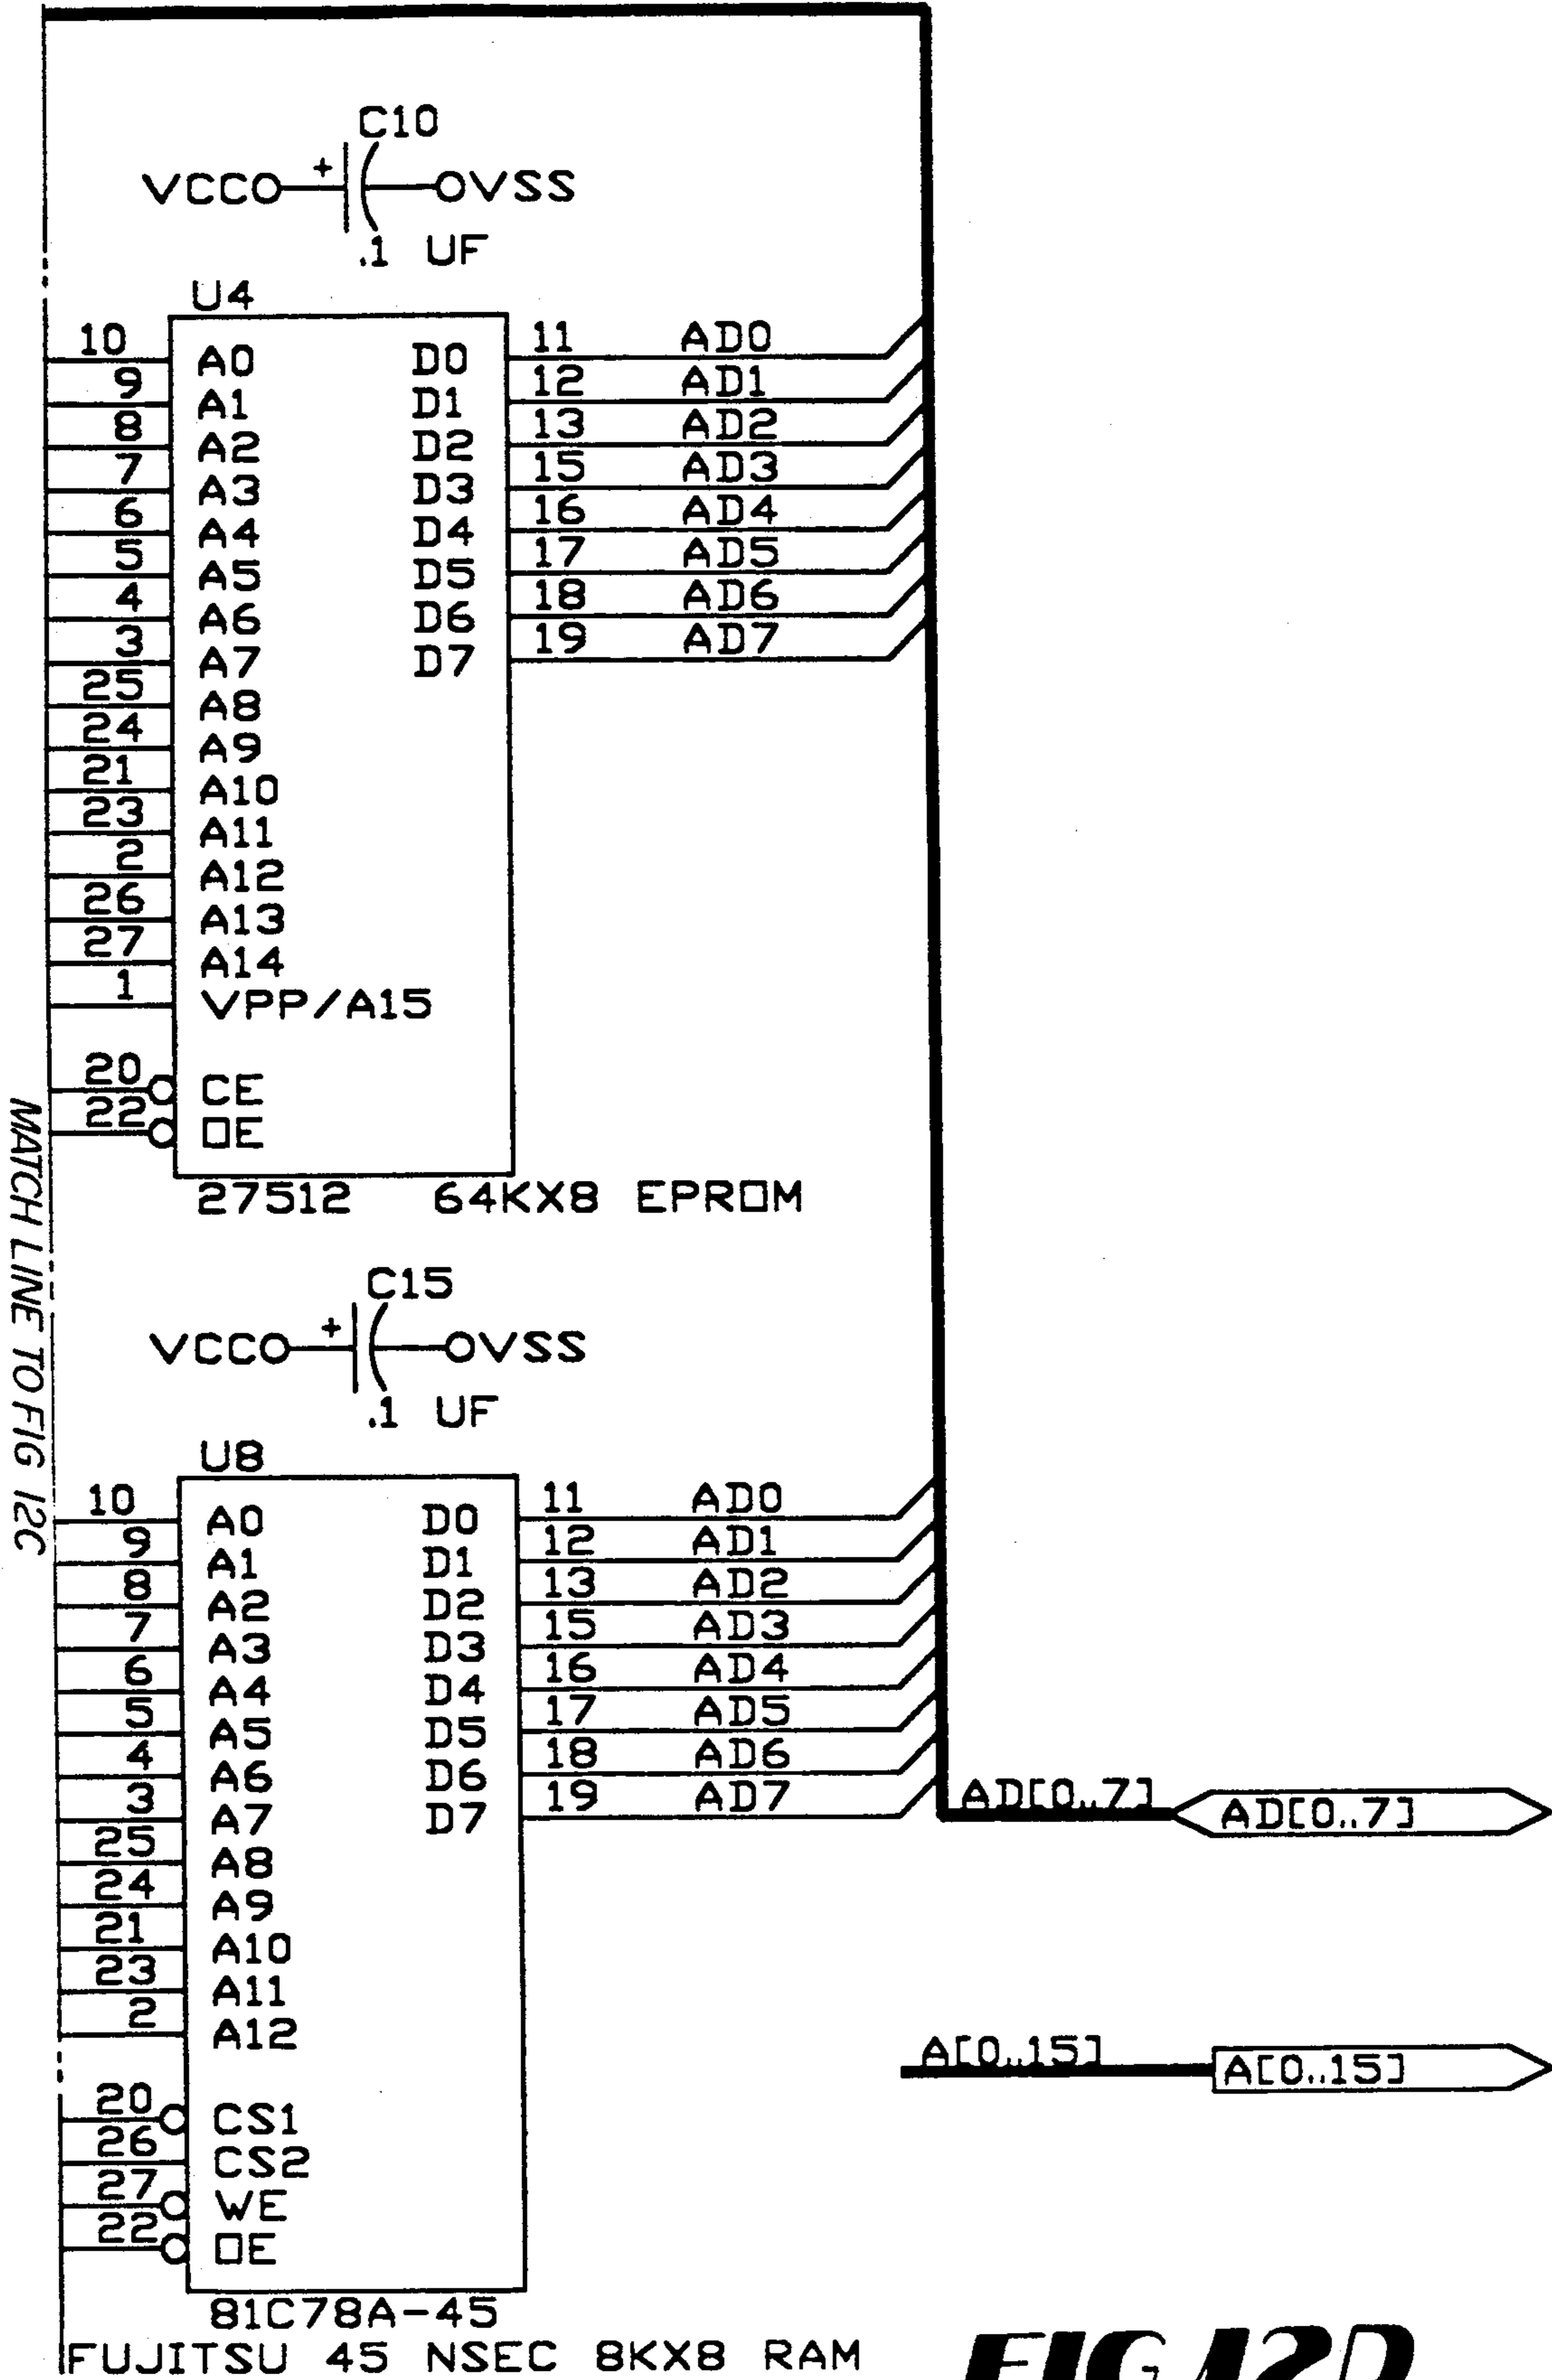 C10
+
VCC VSS
.1 UF
U4
10 A0 D0 11 AD0
9 A1 D1 12 AD1
8 A2 D2 13 AD2
7 A3 D3 15 AD3
6 A4 D4 16 AD4
5 A5 D5 17 AD5
4 A6 D6 18 AD6
3 A7 D7 19 AD7
25 A8
24 A9
21 A10
23 A11
2 A12
26 A13
27 A14
1 VPP/A15
20 CE
22 OE
27512 64KX8 EPROM
MATCH LINE TO FIG 12C
C15
+
VCC VSS
.1 UF
U8
10 A0 D0 11 AD0
9 A1 D1 12 AD1
8 A2 D2 13 AD2
7 A3 D3 15 AD3
6 A4 D4 16 AD4
5 A5 D5 17 AD5
4 A6 D6 18 AD6
3 A7 D7 19 AD7
AD[0..7] AD[0..7]
25 A8
24 A9
21 A10
23 A11
2 A12
A[0..15] A[0..15]
20 CS1
26 CS2
27 WE
22 OE
81C78A-45
FUJITSU 45 NSEC 8KX8 RAM
FIG.12D